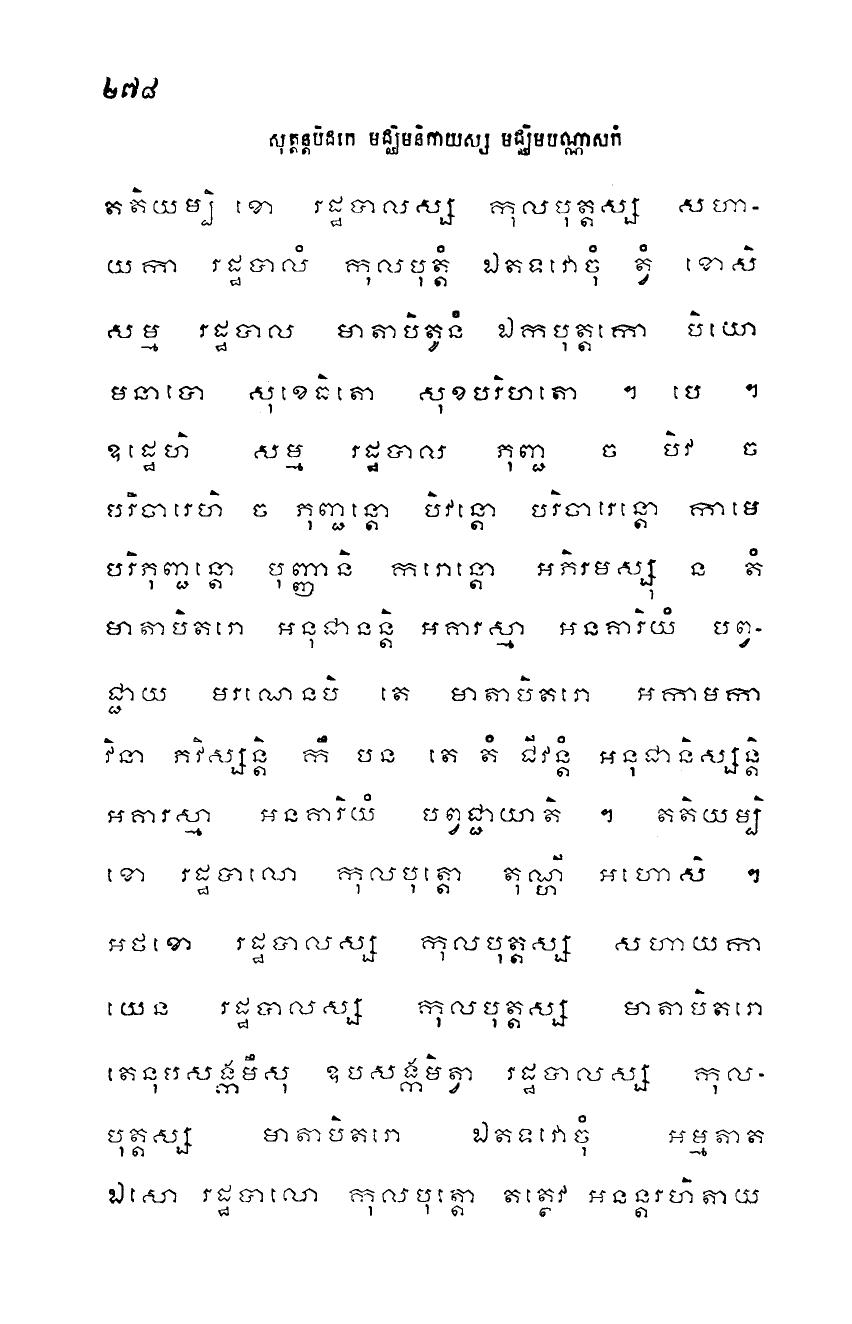 ២៧៨
សុត្តន្តបិដកេ មជ្ឈិមនិកាយស្ស មជ្ឈិមបណ្ណាសកំ
តតិយម្បិ ខោ រដ្ឋបាលស្ស កុលបុត្តស្ស សហា-
យកា រដ្ឋបាលំ កុលបុត្តំ ឯតទវោចុំ ត្វំ ខោសិ
សម្ម រដ្ឋបាល មាតាបិតូនំ ឯកបុត្តកោ បិយោ
មនាបោ សុខេធិតោ សុខបរិហតោ ។ បេ ។
ឧដ្ឋេហិ សម្ម រដ្ឋបាល ភុញ្ជ ច បិវ ច
បរិចារេហិ ច ភុញ្ជន្តោ បិវន្តោ បរិចារេន្តោ កាមេ
បរិភុញ្ជន្តោ បុញ្ញានិ ករោន្តោ អភិរមស្សុ ន តំ
មាតាបិតរោ អនុជានន្តិ អគារស្មា អនគារិយំ បព្វ-
ជ្ជាយ មរណេនបិ តេ មាតាបិតរោ អកាមកា
វិនា ភវិស្សន្តិ កឹ បន តេ តំ ជីវន្តំ អនុជានិស្សន្តិ
អគារស្មា អនគារិយំ បព្វជ្ជាយាតិ ។ តតិយម្បិ
ខោ រដ្ឋបាលោ កុលបុត្តោ តុណ្ហី អហោសិ ។
អថខោ រដ្ឋបាលស្ស កុលបុត្តស្ស សហាយកា
យេន រដ្ឋបាលស្ស កុលបុត្តស្ស មាតាបិតរោ
តេនុបសង្កមឹសុ ឧបសង្កមិត្វា រដ្ឋបាលស្ស កុល-
បុត្តស្ស មាតាបិតរោ ឯតទវោចុំ អម្មតាត
ឯសោ រដ្ឋបាលោ កុលបុត្តោ តត្ថេវ អនន្តរហិតាយ